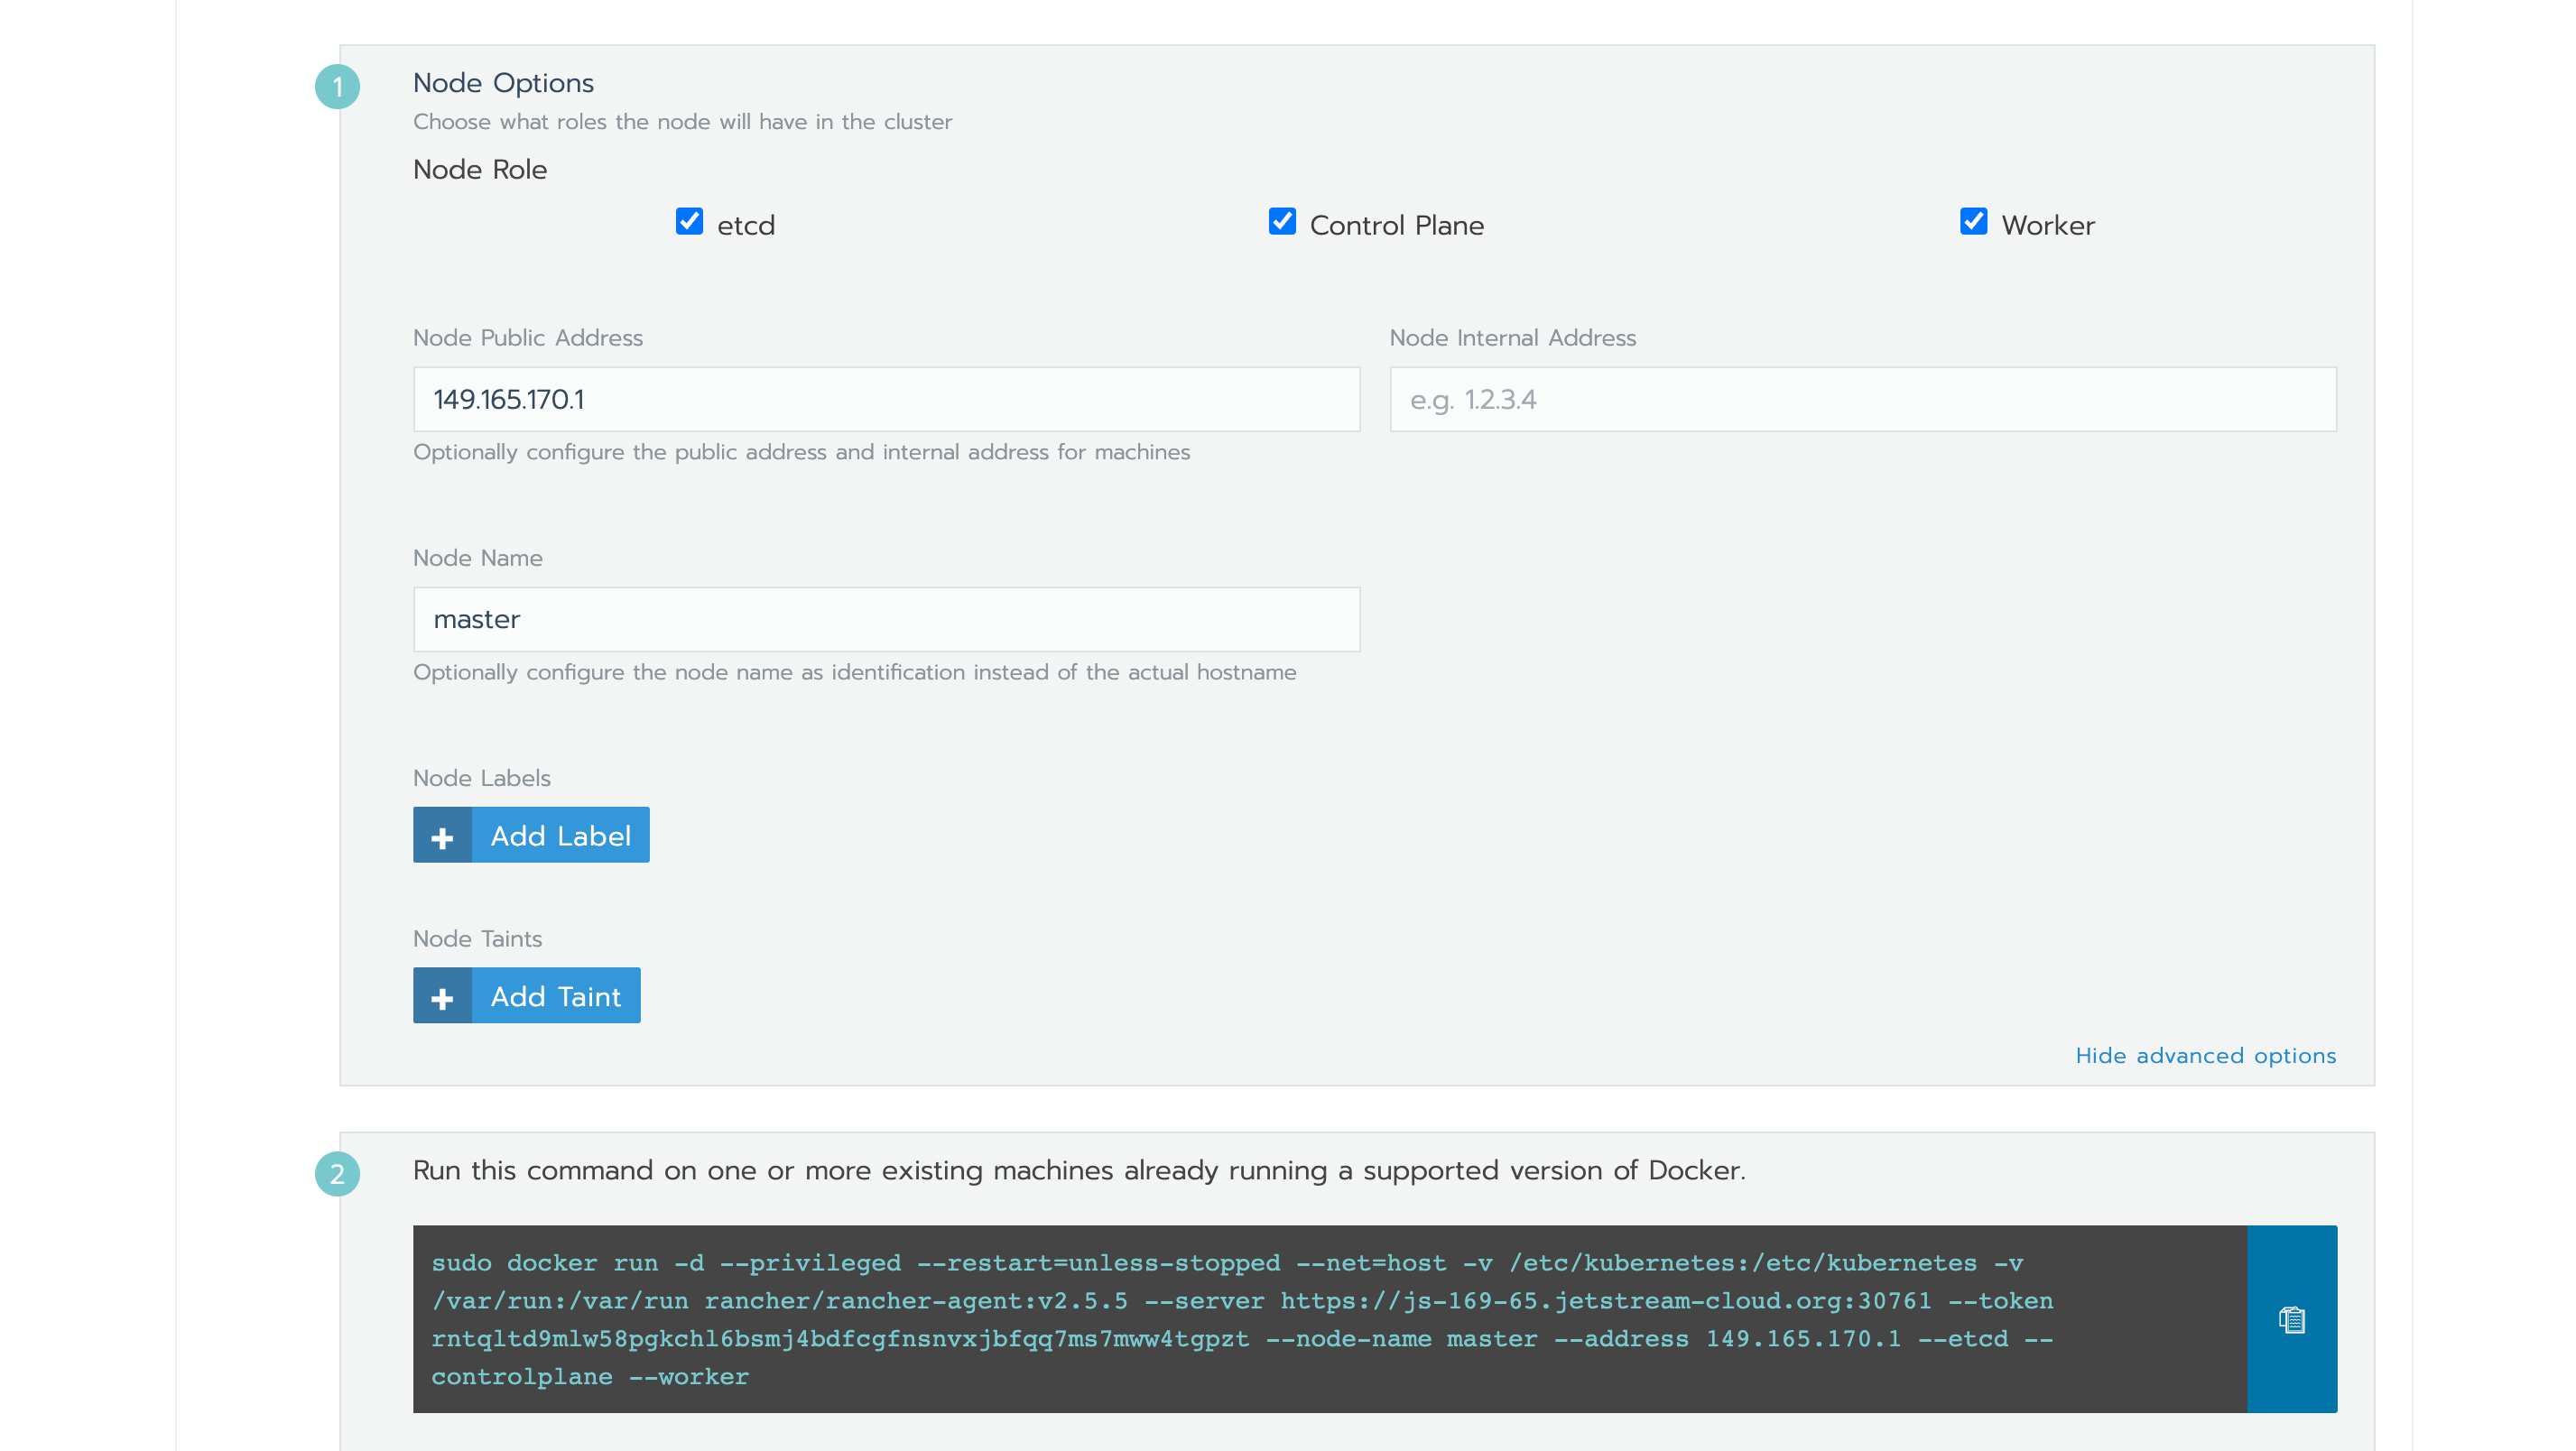 1
Node Options
Choose what roles the node will have in the cluster
Node Role
etcd
Control Plane
Worker
Node Public Address
Node Internal Address
149.165.170.1
e.g. 1.2.3.4
Optionally configure the public address and internal address for machines
Node Name
master
Optionally configure the node name as identification instead of the actual hostname
Node Labels
+ Add Label
Node Taints
+ Add Taint
Hide advanced options
2
Run this command on one or more existing machines already running a supported version of Docker.
sudo docker run -d --privileged --restart=unless-stopped --net=host -v /etc/kubernetes:/etc/kubernetes -v
/var/run:/var/run rancher/rancher-agent:v2.5.5 --server https://js-169-65.jetstream-cloud.org:30761 --token
rntqltd9mlw58pgkchl6bsmj4bdfcgfnsnvxjbfqq7ms7mww4tgpzt --node-name master --address 149.165.170.1 --etcd --
controlplane --worker